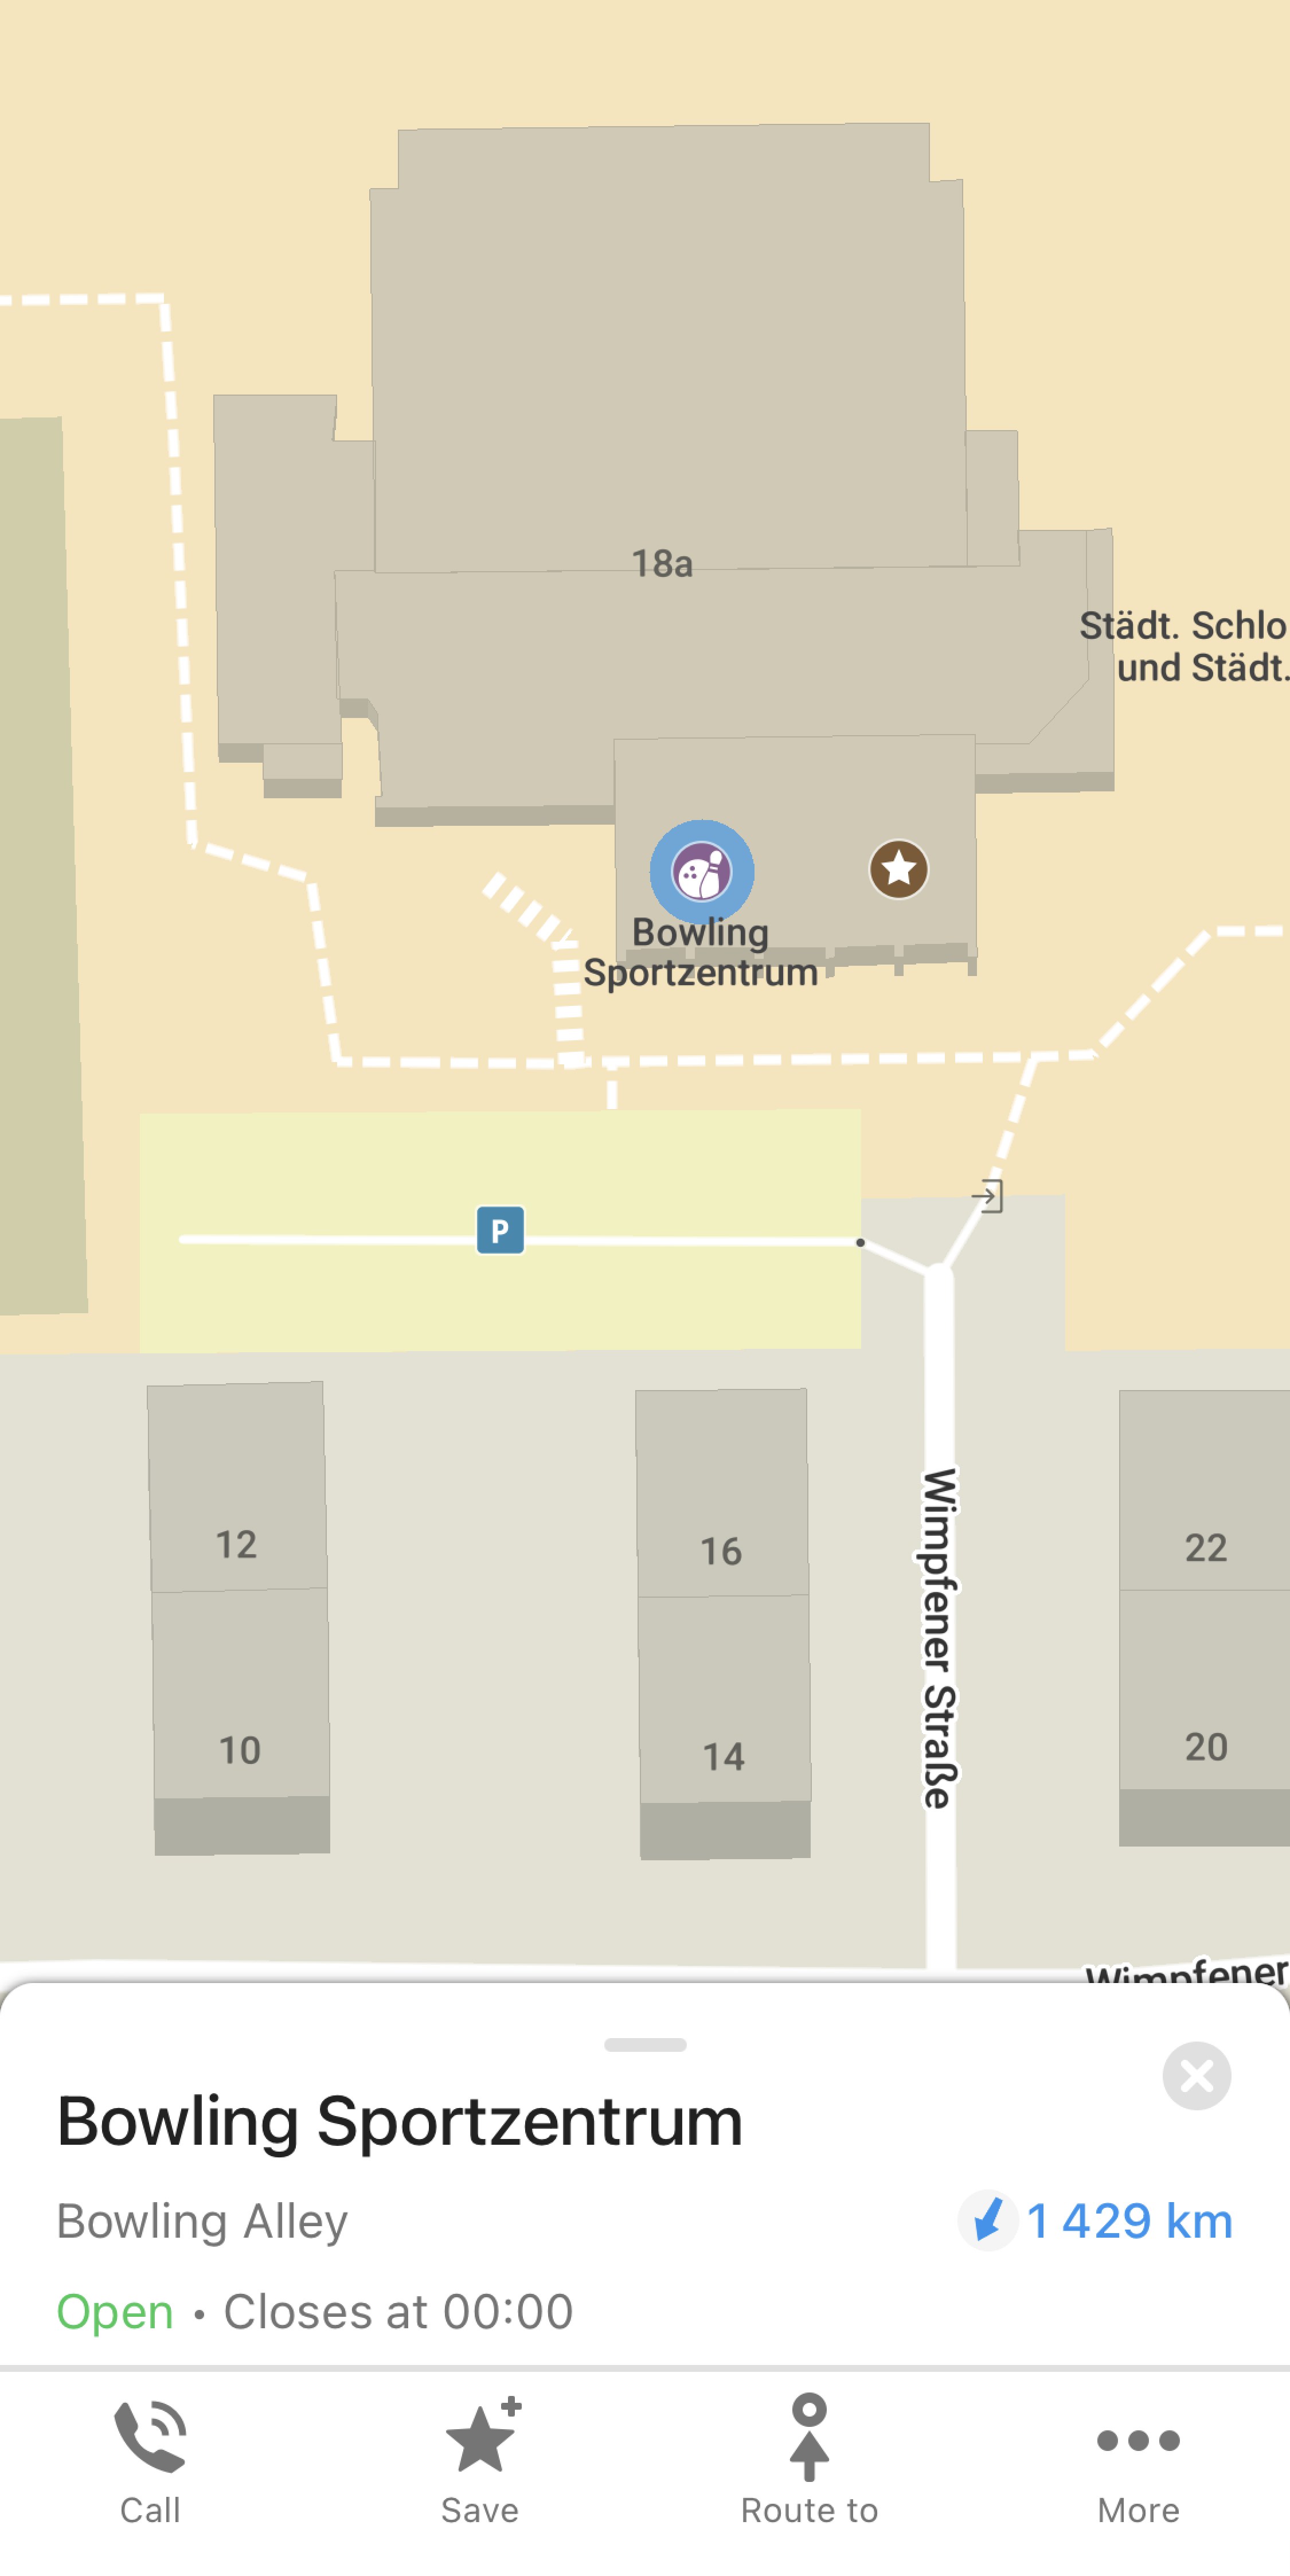 18a
Städt. Schlo
und Städt.
Bowling
Sportzentrum
P
12
16
22
Wimpfener Straße
10
14
20
Wimpfener
Bowling Sportzentrum
Bowling Alley
1 429 km
Open • Closes at 00:00
Call
Save
Route to
More